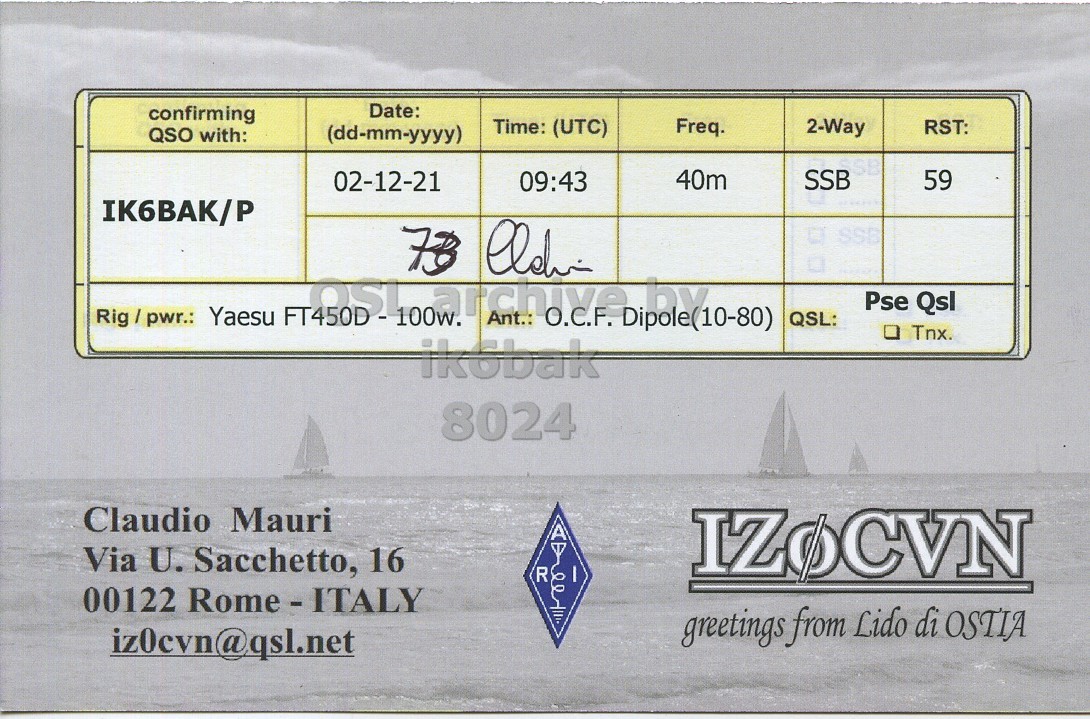 confirming QSO with: Date: (dd-mm-yyyy) Time: (UTC) Freq. 2-Way RST:
IK6BAK/P 02-12-21 09:43 40m SSB 59
73 Claudio
Rig / pwr.: Yaesu FT450D - 100w. Ant.: O.C.F. Dipole(10-80) QSL: Pse Qsl
❑ Tnx.
QSL archive by
ik6bak
8024
Claudio Mauri
Via U. Sacchetto, 16
00122 Rome - ITALY
iz0cvn@qsl.net
A
R I
IZøCVN
greetings from Lido di OSTIA